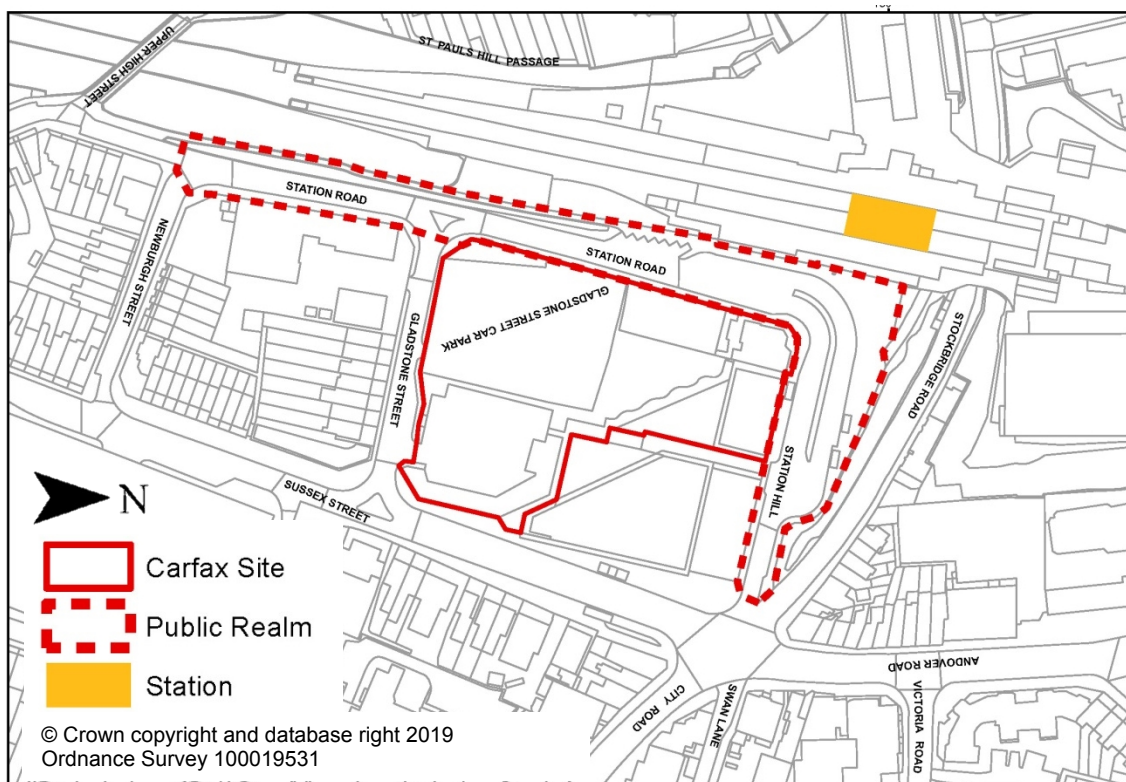 UPPER HIGH STREET
ST PAULS HILL PASSAGE
STATION ROAD
NEWBURGH STREET
STATION ROAD
GLADSTONE STREET CAR PARK
GLADSTONE STREET
STOCKBRIDGE ROAD
STATION HILL
SUSSEX STREET
ANDOVER ROAD
CITY ROAD
SWAN LANE
VICTORIA ROAD
N
Carfax Site
Public Realm
Station
© Crown copyright and database right 2019
Ordnance Survey 100019531